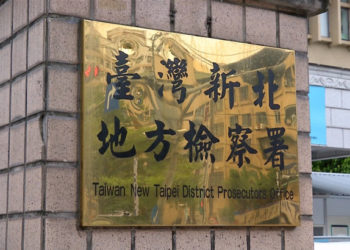 臺灣新北
地方檢察署
Taiwan New Taipei District Prosecutors Office